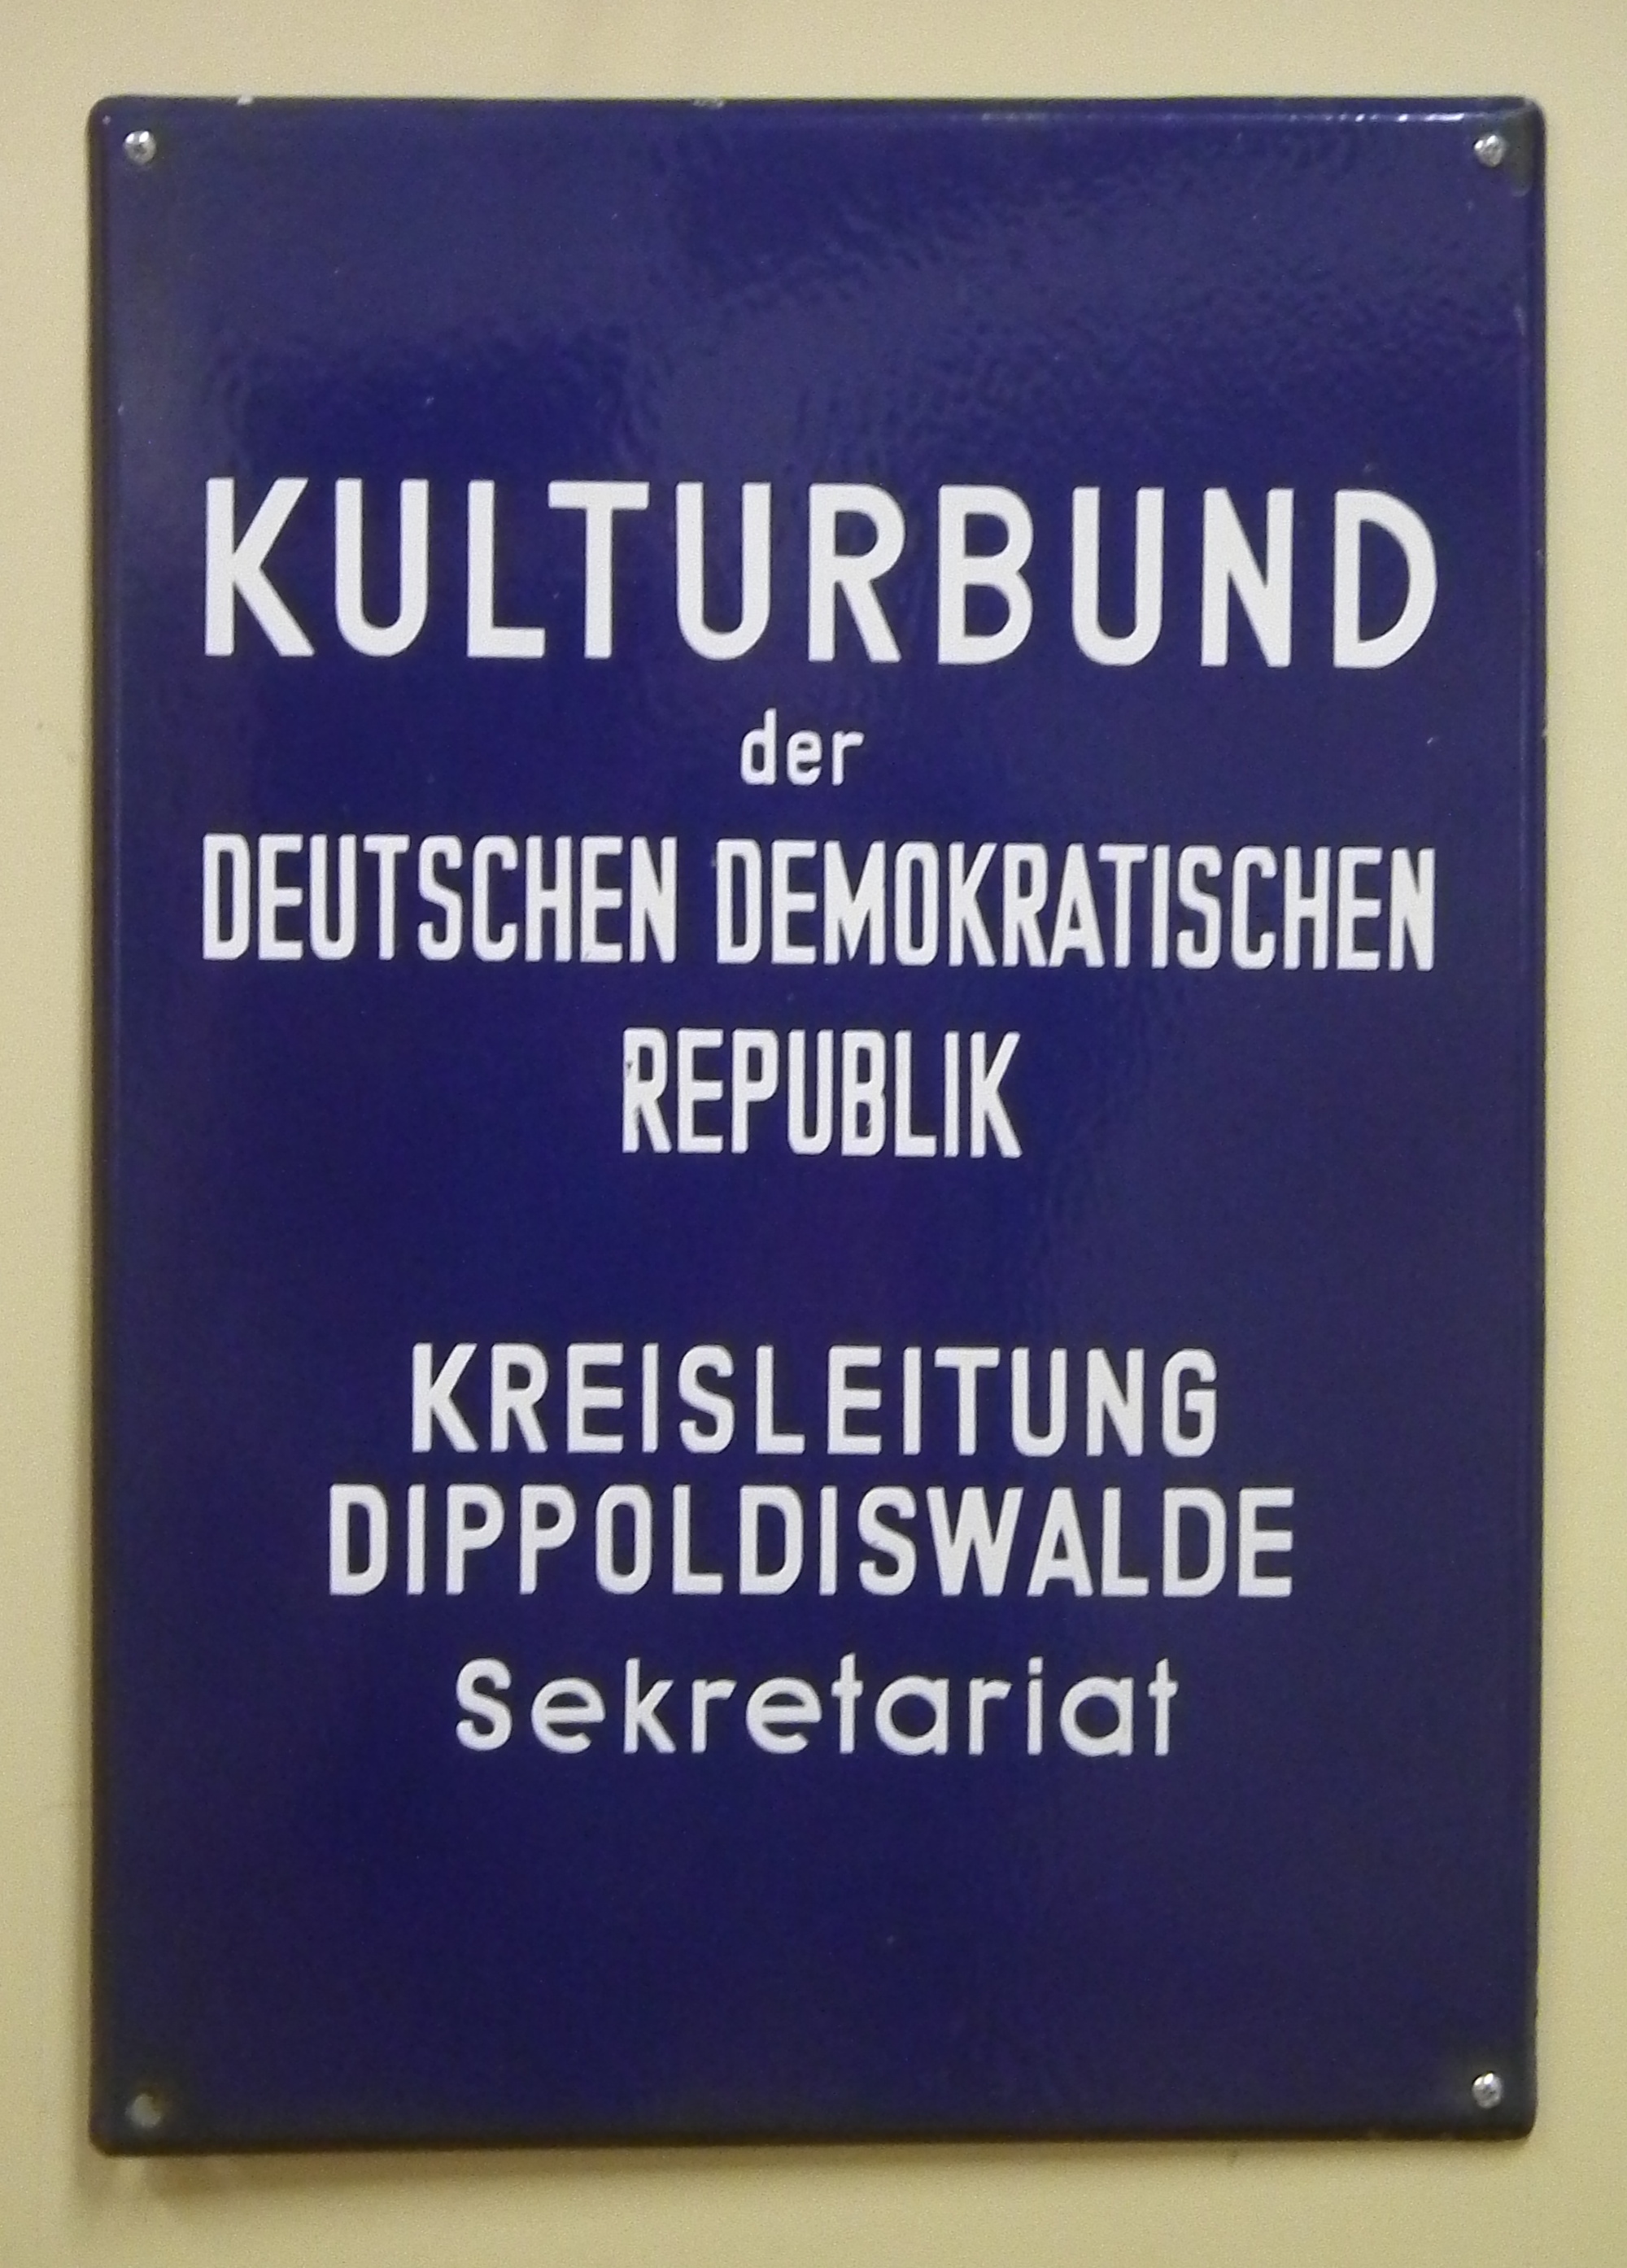 KULTURBUND
der
DEUTSCHEN DEMOKRATISCHEN
REPUBLIK
KREISLEITUNG
DIPPOLDISWALDE
Sekretariat